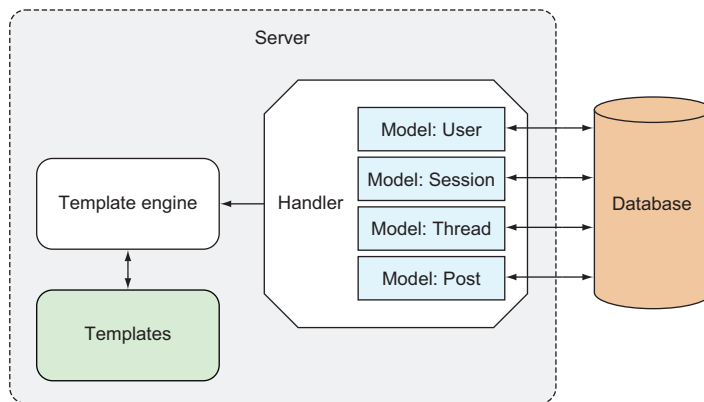 Server
Model: User
Model: Session
Template engine
Handler
Database
Model: Thread
Model: Post
Templates